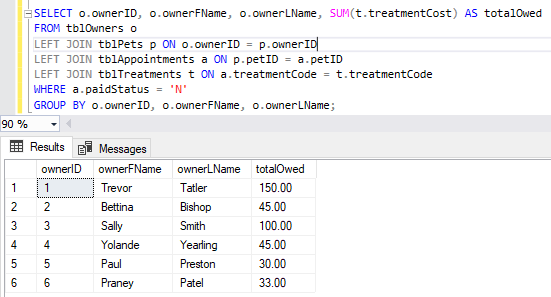 SELECT o.ownerID, o.ownerFName, o.ownerLName, SUM(t.treatmentCost) AS totalOwed
FROM tblOwners o
LEFT JOIN tblPets p ON o.ownerID = p.ownerID
LEFT JOIN tblAppointments a ON p.petID = a.petID
LEFT JOIN tblTreatments t ON a.treatmentCode = t.treatmentCode
WHERE a.paidStatus = 'N'
GROUP BY o.ownerID, o.ownerFName, o.ownerLName;
90 %
Results Messages
ownerID ownerFName ownerLName totalOwed
1 1 Trevor Tatler 150.00
2 2 Bettina Bishop 45.00
3 3 Sally Smith 100.00
4 4 Yolande Yearling 45.00
5 5 Paul Preston 30.00
6 6 Praney Patel 33.00